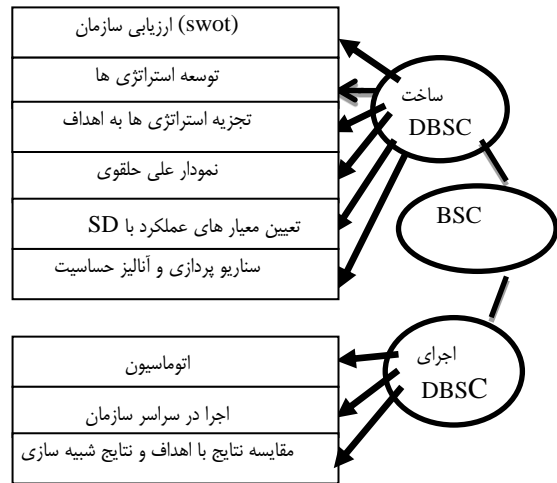 (swot) ارزیابی سازمان
توسعه استراتژی ها
تجزیه استراتژی ها به اهداف
نمودار علی حلقوی
تعیین معیار های عملکرد با SD
سناریو پردازی و آنالیز حساسیت
ساخت
DBSC
BSC
اجرای
DBSC
اتوماسیون
اجرا در سراسر سازمان
مقایسه نتایج با اهداف و نتایج شبیه سازی